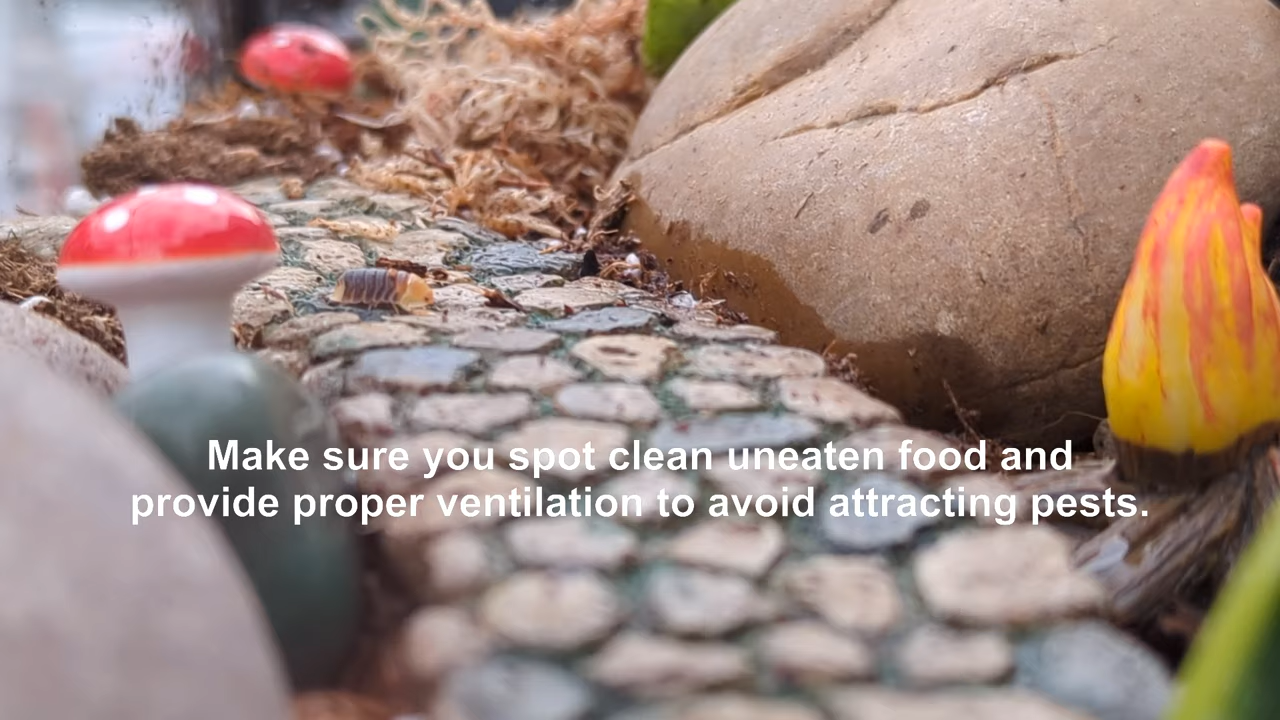 Make sure you spot clean uneaten food and
provide proper ventilation to avoid attracting pests.